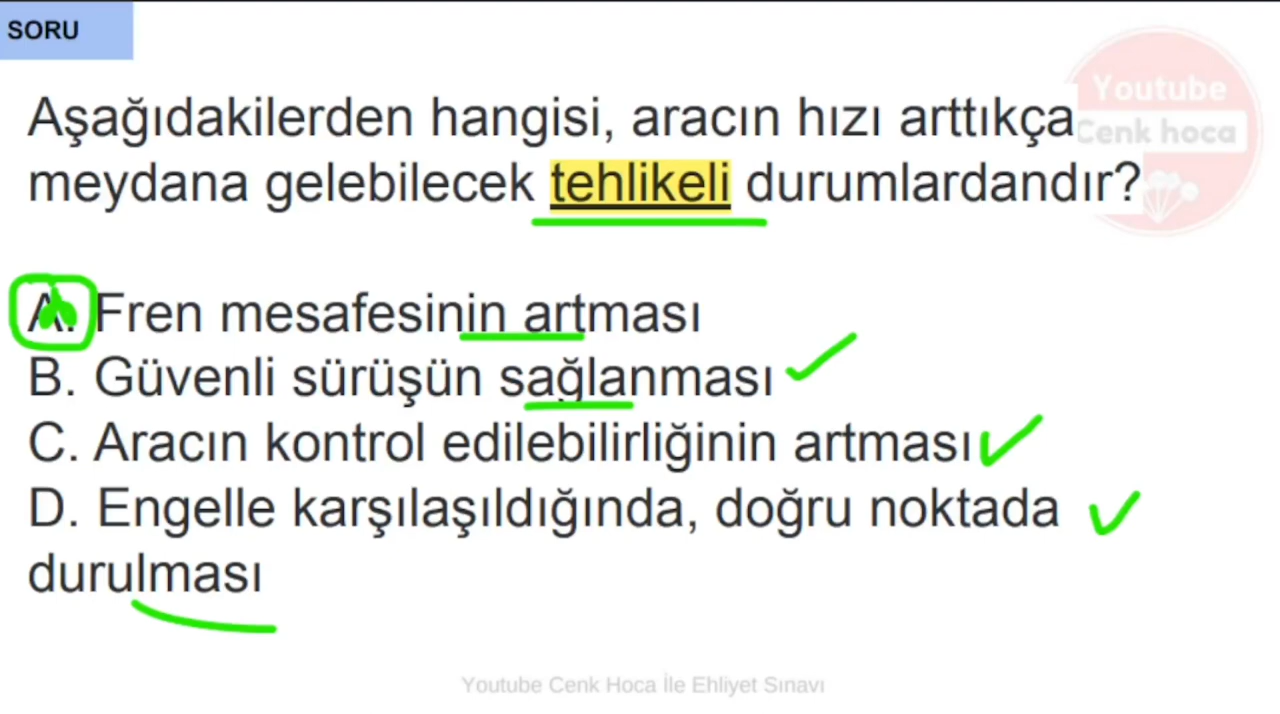 SORU
Youtube
Cenk hoca
Aşağıdakilerden hangisi, aracın hızı arttıkça
meydana gelebilecek tehlikeli durumlardandır?
A. Fren mesafesinin artması
B. Güvenli sürüşün sağlanması
C. Aracın kontrol edilebilirliğinin artması
D. Engelle karşılaşıldığında, doğru noktada
durulması
Youtube Cenk Hoca İle Ehliyet Sınavı